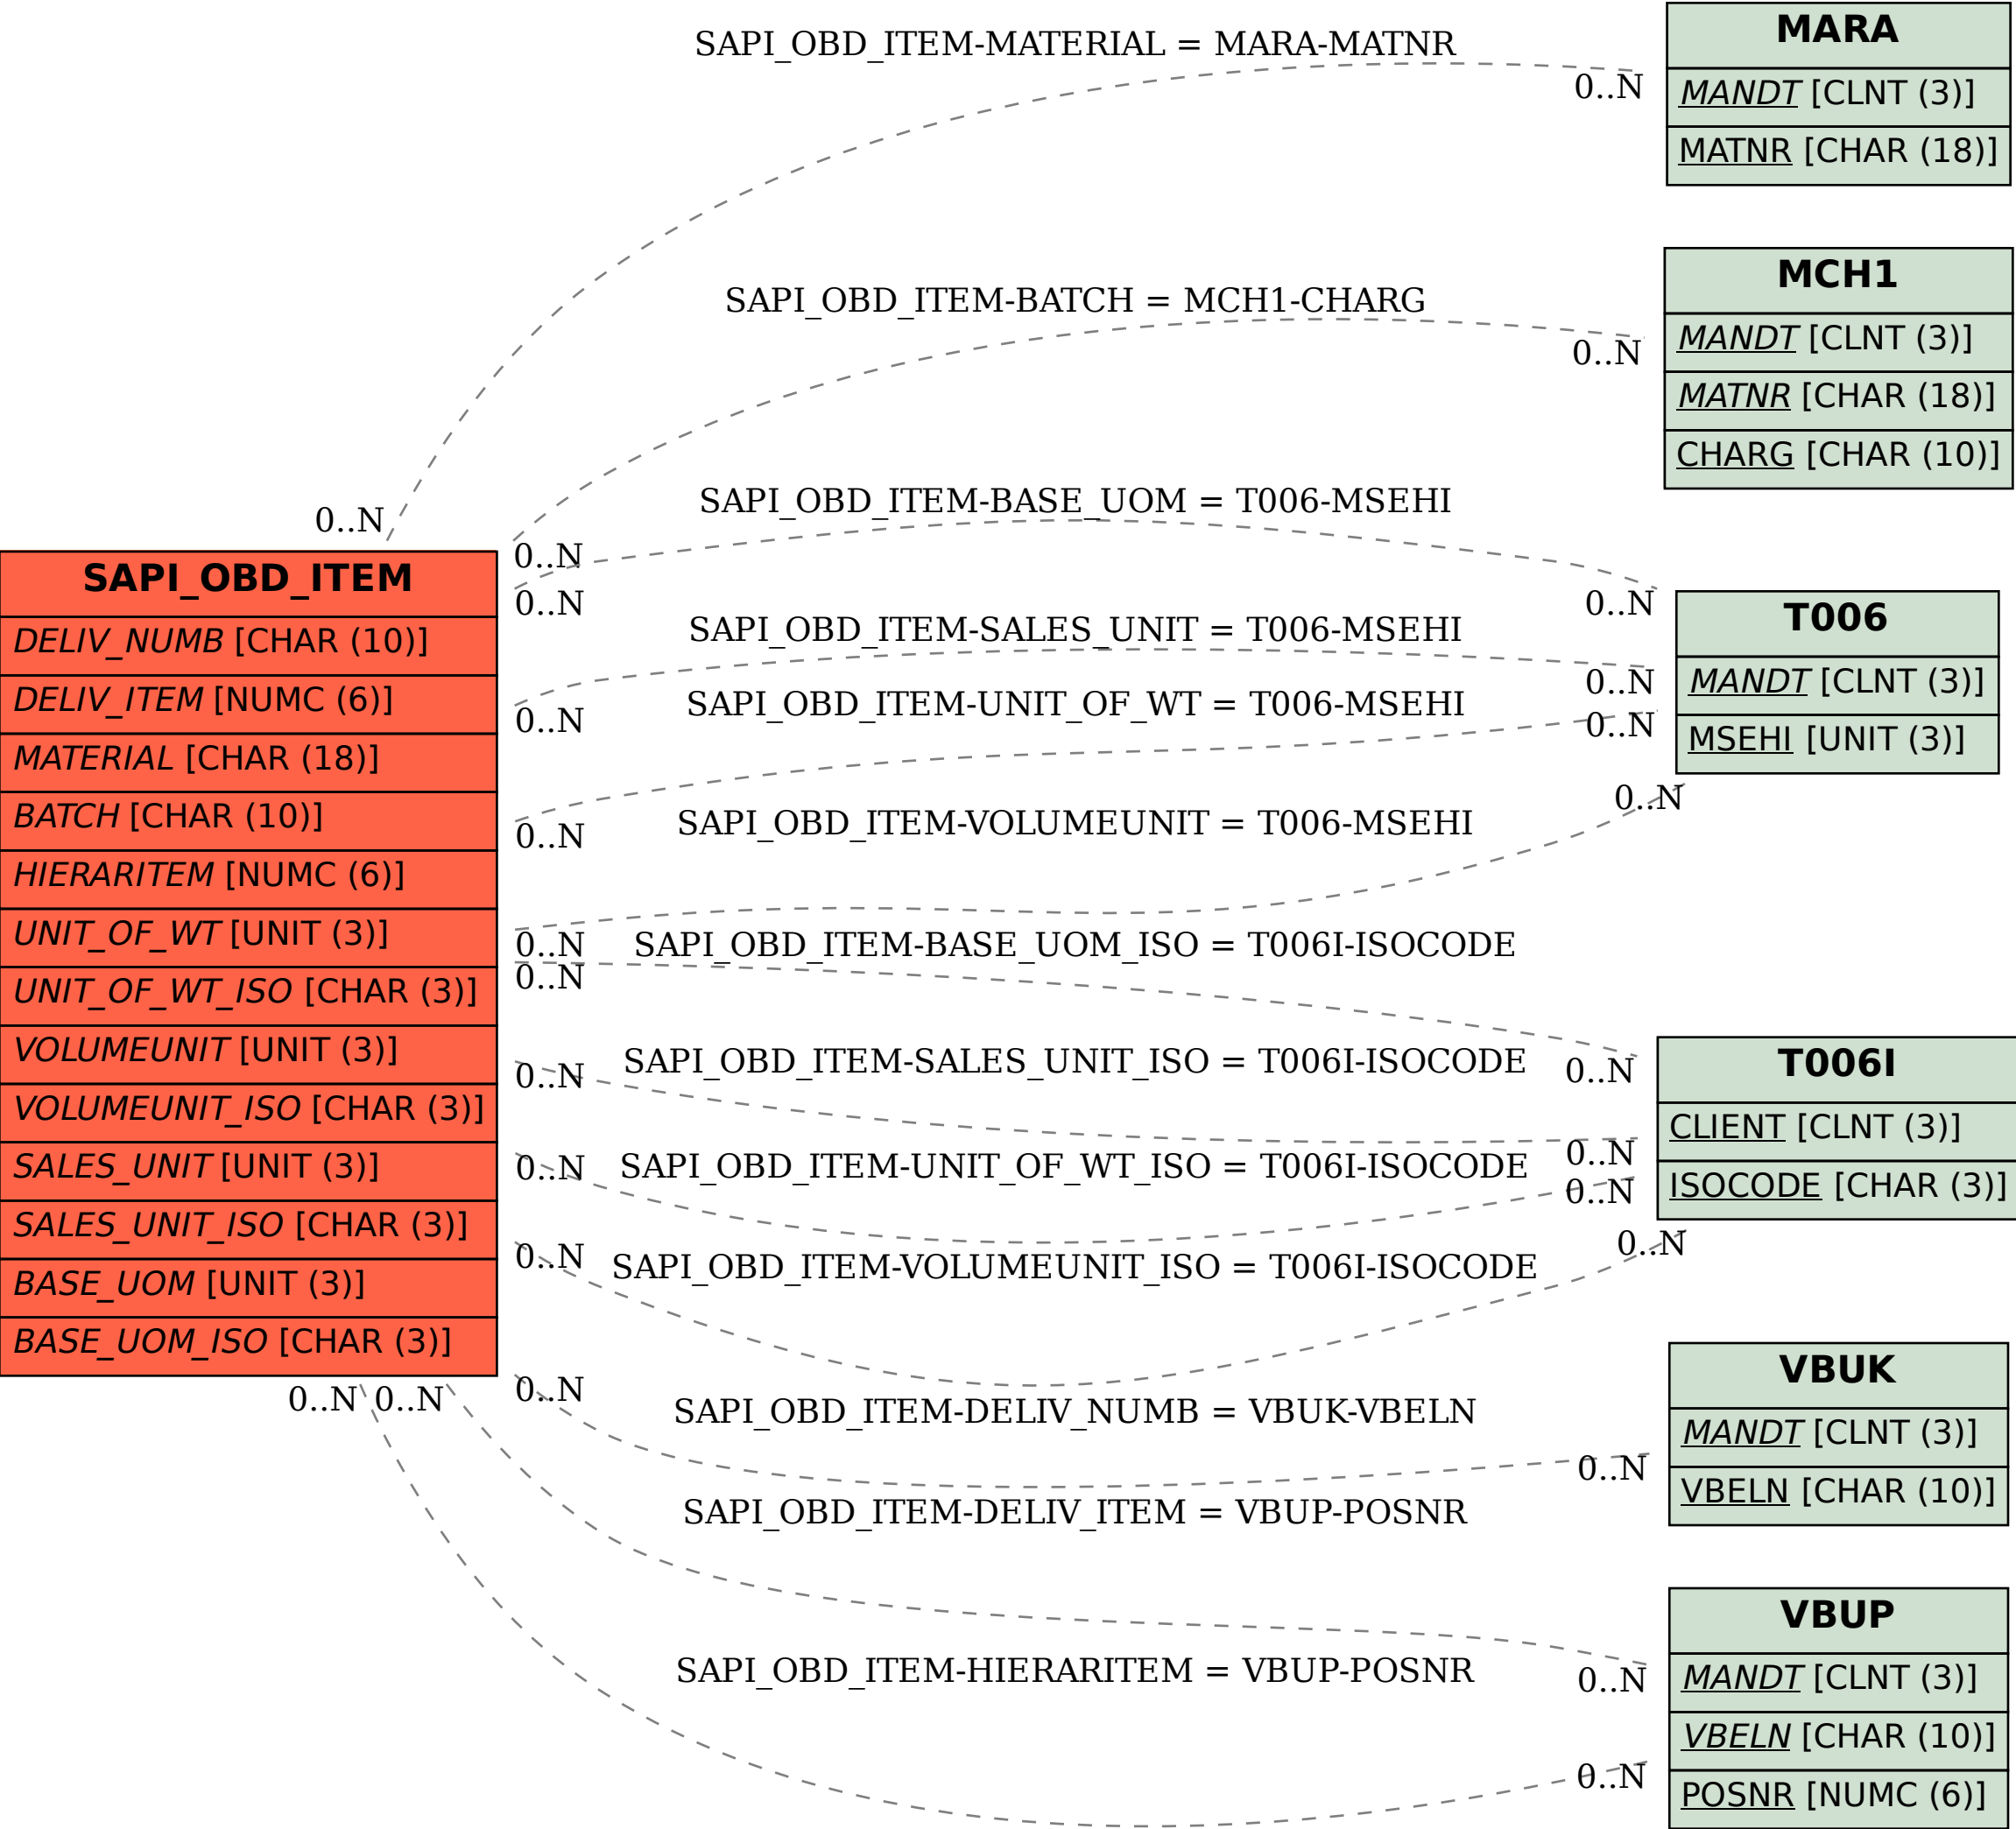 SAPI_OBD_ITEM
DELIV_NUMB [CHAR (10)]
DELIV_ITEM [NUMC (6)]
MATERIAL [CHAR (18)]
BATCH [CHAR (10)]
HIERARITEM [NUMC (6)]
UNIT_OF_WT [UNIT (3)]
UNIT_OF_WT_ISO [CHAR (3)]
VOLUMEUNIT [UNIT (3)]
VOLUMEUNIT_ISO [CHAR (3)]
SALES_UNIT [UNIT (3)]
SALES_UNIT_ISO [CHAR (3)]
BASE_UOM [UNIT (3)]
BASE_UOM_ISO [CHAR (3)]
SAPI_OBD_ITEM-MATERIAL = MARA-MATNR
0..N
0..N
SAPI_OBD_ITEM-BATCH = MCH1-CHARG
0..N
0..N
SAPI_OBD_ITEM-BASE_UOM = T006-MSEHI
0..N
0..N
SAPI_OBD_ITEM-SALES_UNIT = T006-MSEHI
0..N
0..N
SAPI_OBD_ITEM-UNIT_OF_WT = T006-MSEHI
0..N
0..N
SAPI_OBD_ITEM-VOLUMEUNIT = T006-MSEHI
0..N
0..N
SAPI_OBD_ITEM-BASE_UOM_ISO = T006I-ISOCODE
0..N
0..N
SAPI_OBD_ITEM-SALES_UNIT_ISO = T006I-ISOCODE
0..N
0..N
SAPI_OBD_ITEM-UNIT_OF_WT_ISO = T006I-ISOCODE
0..N
0..N
SAPI_OBD_ITEM-VOLUMEUNIT_ISO = T006I-ISOCODE
0..N
0..N
SAPI_OBD_ITEM-DELIV_NUMB = VBUK-VBELN
0..N
0..N
SAPI_OBD_ITEM-DELIV_ITEM = VBUP-POSNR
0..N
0..N
SAPI_OBD_ITEM-HIERARITEM = VBUP-POSNR
0..N
0..N
MARA
MANDT [CLNT (3)]
MATNR [CHAR (18)]
MCH1
MANDT [CLNT (3)]
MATNR [CHAR (18)]
CHARG [CHAR (10)]
T006
MANDT [CLNT (3)]
MSEHI [UNIT (3)]
T006I
CLIENT [CLNT (3)]
ISOCODE [CHAR (3)]
VBUK
MANDT [CLNT (3)]
VBELN [CHAR (10)]
VBUP
MANDT [CLNT (3)]
VBELN [CHAR (10)]
POSNR [NUMC (6)]